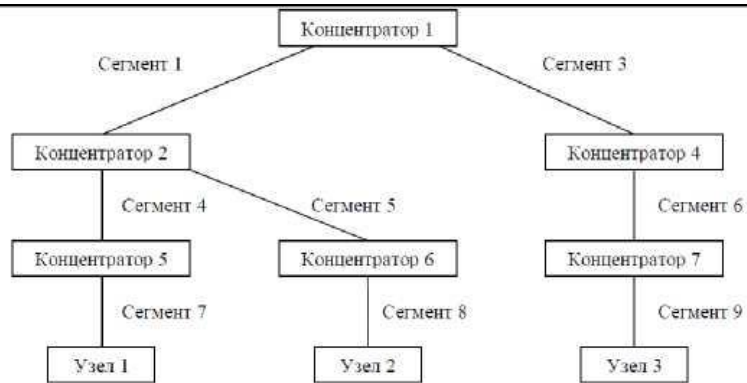 Концентратор 1
Сегмент 1
Сегмент 3
Концентратор 2
Концентратор 4
Сегмент 4
Сегмент 5
Сегмент 6
Концентратор 5
Концентратор 6
Концентратор 7
Сегмент 7
Сегмент 8
Сегмент 9
Узел 1
Узел 2
Узел 3